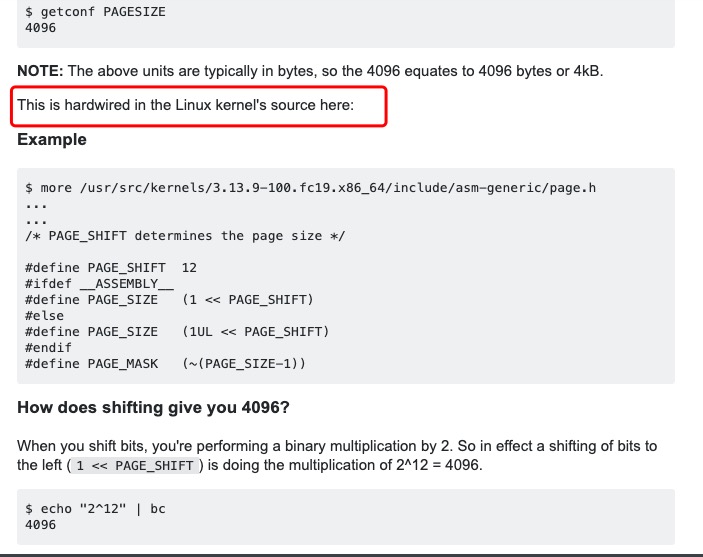 $ getconf PAGESIZE
4096
NOTE: The above units are typically in bytes, so the 4096 equates to 4096 bytes or 4kB.
This is hardwired in the Linux kernel's source here:
Example
$ more /usr/src/kernels/3.13.9-100.fc19.x86_64/include/asm-generic/page.h
...
...
/* PAGE_SHIFT determines the page size */
#define PAGE_SHIFT  12
#ifdef __ASSEMBLY__
#define PAGE_SIZE   (1 << PAGE_SHIFT)
#else
#define PAGE_SIZE   (1UL << PAGE_SHIFT)
#endif
#define PAGE_MASK   (~(PAGE_SIZE-1))
How does shifting give you 4096?
When you shift bits, you're performing a binary multiplication by 2. So in effect a shifting of bits to
the left ( 1 << PAGE_SHIFT ) is doing the multiplication of 2^12 = 4096.
$ echo "2^12" | bc
4096